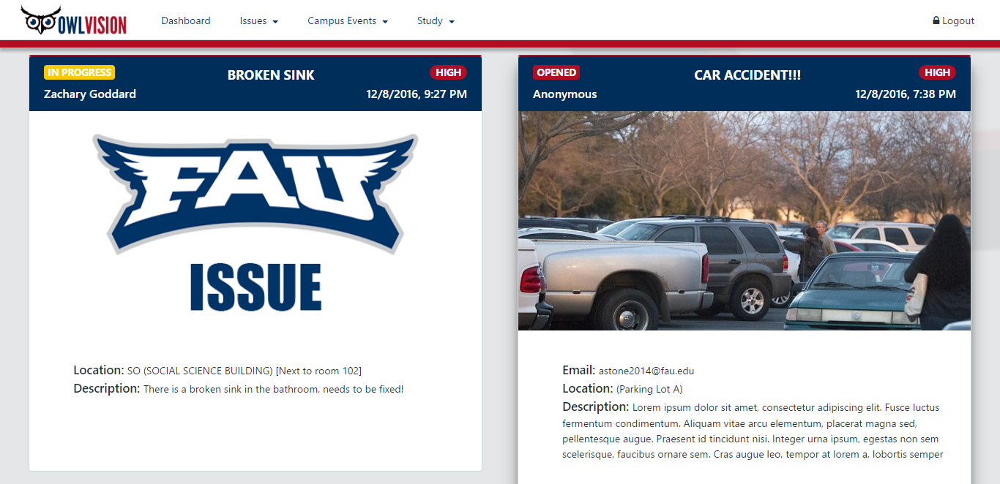 OWLVISION Dashboard Issues Campus Events Study Logout
IN PROGRESS BROKEN SINK HIGH
Zachary Goddard 12/8/2016, 9:27 PM
FAU
ISSUE
Location: SO (SOCIAL SCIENCE BUILDING) [Next to room 102]
Description: There is a broken sink in the bathroom, needs to be fixed!
OPENED CAR ACCIDENT!!! HIGH
Anonymous 12/8/2016, 7:38 PM
Email: astone2014@fau.edu
Location: (Parking Lot A)
Description: Lorem ipsum dolor sit amet, consectetur adipiscing elit. Fusce luctus
fermentum condimentum. Aliquam vitae arcu elementum, placerat magna sed,
pellentesque augue. Praesent id tincidunt nisi. Integer urna ipsum, egestas non sem
scelerisque, faucibus ornare sem. Cras augue leo, tempor at lorem a, lobortis semper